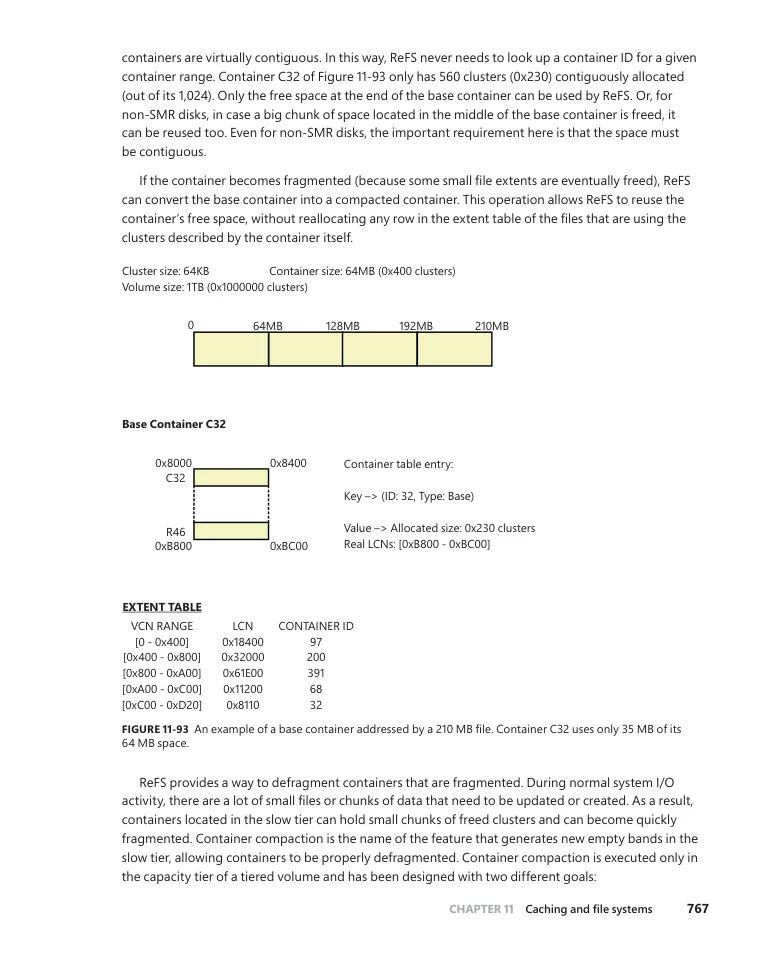 containers are virtually contiguous. In this way, ReFS never needs to look up a container ID for a given
container range. Container C32 of Figure 11-93 only has 560 clusters (0x230) contiguously allocated
(out of its 1,024). Only the free space at the end of the base container can be used by ReFS. Or, for
non-SMR disks, in case a big chunk of space located in the middle of the base container is freed, it
can be reused too. Even for non-SMR disks, the important requirement here is that the space must
be contiguous.
If the container becomes fragmented (because some small file extents are eventually freed), ReFS
can convert the base container into a compacted container. This operation allows ReFS to reuse the
container’s free space, without reallocating any row in the extent table of the files that are using the
clusters described by the container itself.
Cluster size: 64KB Container size: 64MB (0x400 clusters)
Volume size: 1TB (0x1000000 clusters)
0 64MB 128MB 192MB 210MB
Base Container C32
0x8000 0x8400 Container table entry:
C32
Key –> (ID: 32, Type: Base)
R46 Value –> Allocated size: 0x230 clusters
0xB800 0xBC00 Real LCNs: [0xB800 - 0xBC00]
EXTENT TABLE
VCN RANGE LCN CONTAINER ID
[0 - 0x400] 0x18400 97
[0x400 - 0x800] 0x32000 200
[0x800 - 0xA00] 0x61E00 391
[0xA00 - 0xC00] 0x11200 68
[0xC00 - 0xD20] 0x8110 32
FIGURE 11-93 An example of a base container addressed by a 210 MB file. Container C32 uses only 35 MB of its
64 MB space.
ReFS provides a way to defragment containers that are fragmented. During normal system I/O
activity, there are a lot of small files or chunks of data that need to be updated or created. As a result,
containers located in the slow tier can hold small chunks of freed clusters and can become quickly
fragmented. Container compaction is the name of the feature that generates new empty bands in the
slow tier, allowing containers to be properly defragmented. Container compaction is executed only in
the capacity tier of a tiered volume and has been designed with two different goals:
CHAPTER 11 Caching and file systems 767